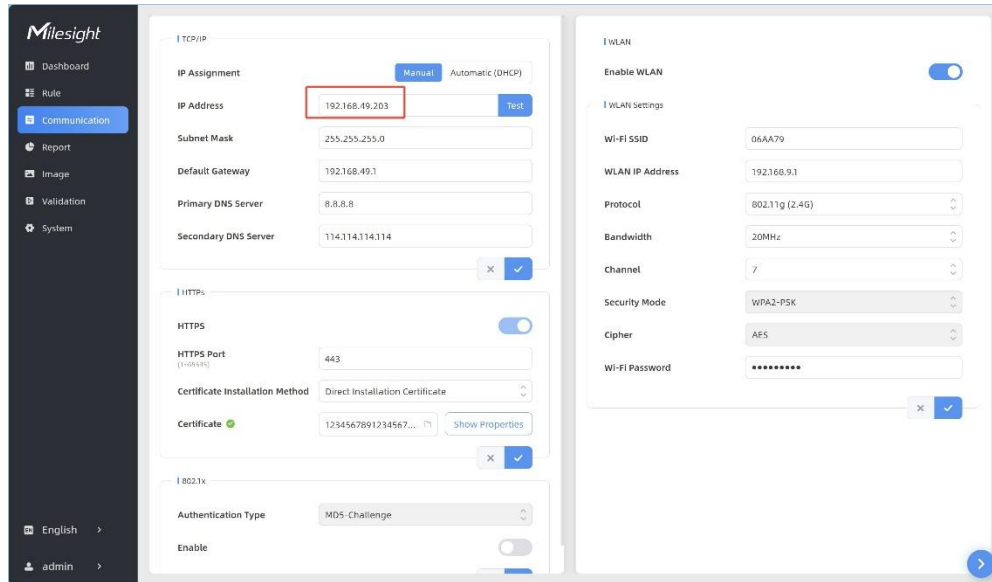 Milesight
Dashboard
Rule
Communication
Report
Image
Validation
System
English
admin
TCP/IP
IP Assignment Manual Automatic (DHCP)
IP Address 192.168.49.203 Test
Subnet Mask 255.255.255.0
Default Gateway 192.168.49.1
Primary DNS Server 8.8.8.8
Secondary DNS Server 114.114.114.114
HTTPs
HTTPS
HTTPS Port 443
(1~65535)
Certificate Installation Method Direct Installation Certificate
Certificate 1234567891234567... Show Properties
802.1x
Authentication Type MD5-Challenge
Enable
WLAN
Enable WLAN
WLAN Settings
Wi-Fi SSID 06AA79
WLAN IP Address 192.168.9.1
Protocol 802.11g (2.4G)
Bandwidth 20MHz
Channel 7
Security Mode WPA2-PSK
Cipher AES
Wi-Fi Password •••••••••